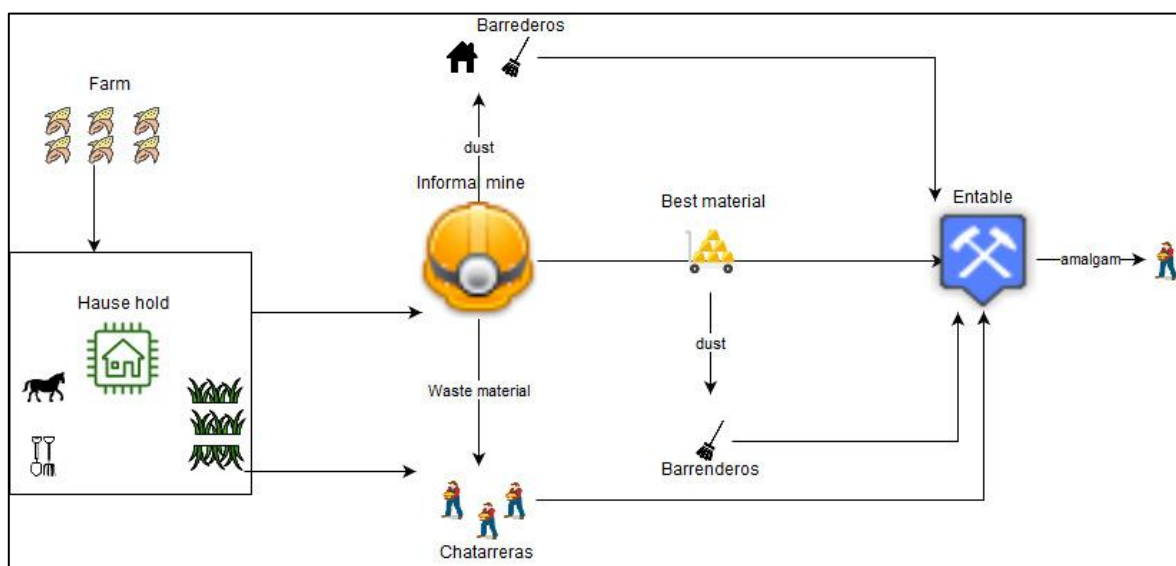 Barrederos
Farm
dust
Informal mine
Best material
Entable
amalgam
Hause hold
dust
Waste material
Barrenderos
Chatarreras